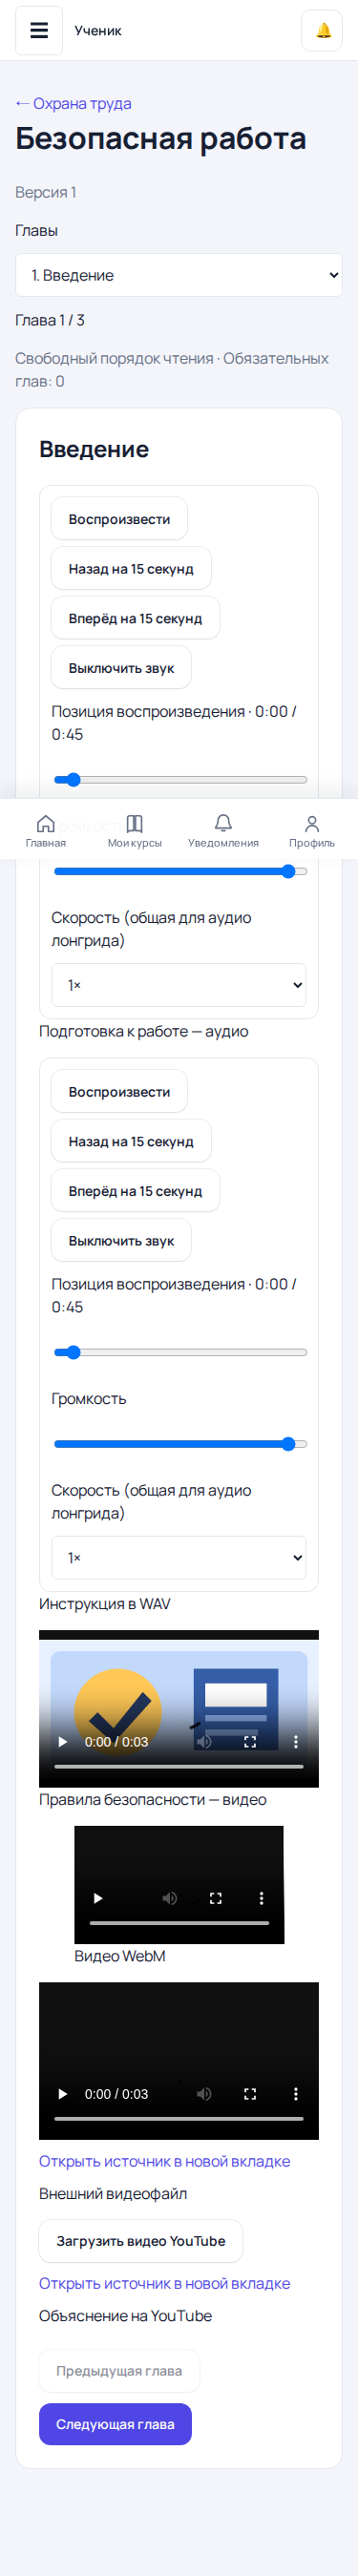 Ученик
← Охрана труда
Безопасная работа
Версия 1
Главы
1. Введение
Глава 1 / 3
Свободный порядок чтения · Обязательных
глав: 0
Введение
Воспроизвести
Назад на 15 секунд
Вперёд на 15 секунд
Выключить звук
Позиция воспроизведения · 0:00 /
0:45
Главная
Мои курсы
Уведомления
Профиль
Скорость (общая для аудио
лонгрида)
1×
Подготовка к работе — аудио
Воспроизвести
Назад на 15 секунд
Вперёд на 15 секунд
Выключить звук
Позиция воспроизведения · 0:00 /
0:45
Громкость
Скорость (общая для аудио
лонгрида)
1×
Инструкция в WAV
0:00 / 0:03
Правила безопасности — видео
Видео WebM
0:00 / 0:03
Открыть источник в новой вкладке
Внешний видеофайл
Загрузить видео YouTube
Открыть источник в новой вкладке
Объяснение на YouTube
Предыдущая глава
Следующая глава